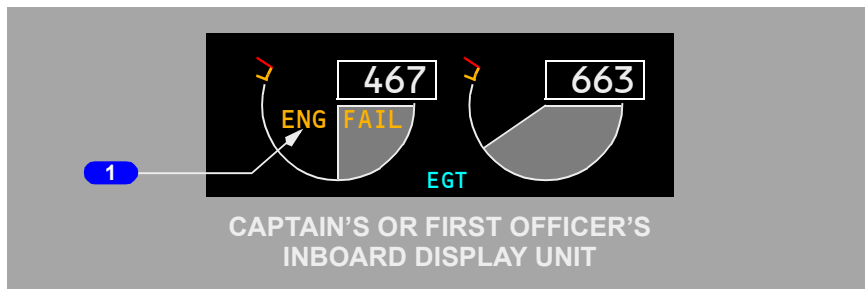 467
663
ENG FAIL
1
EGT
CAPTAIN'S OR FIRST OFFICER'S
INBOARD DISPLAY UNIT